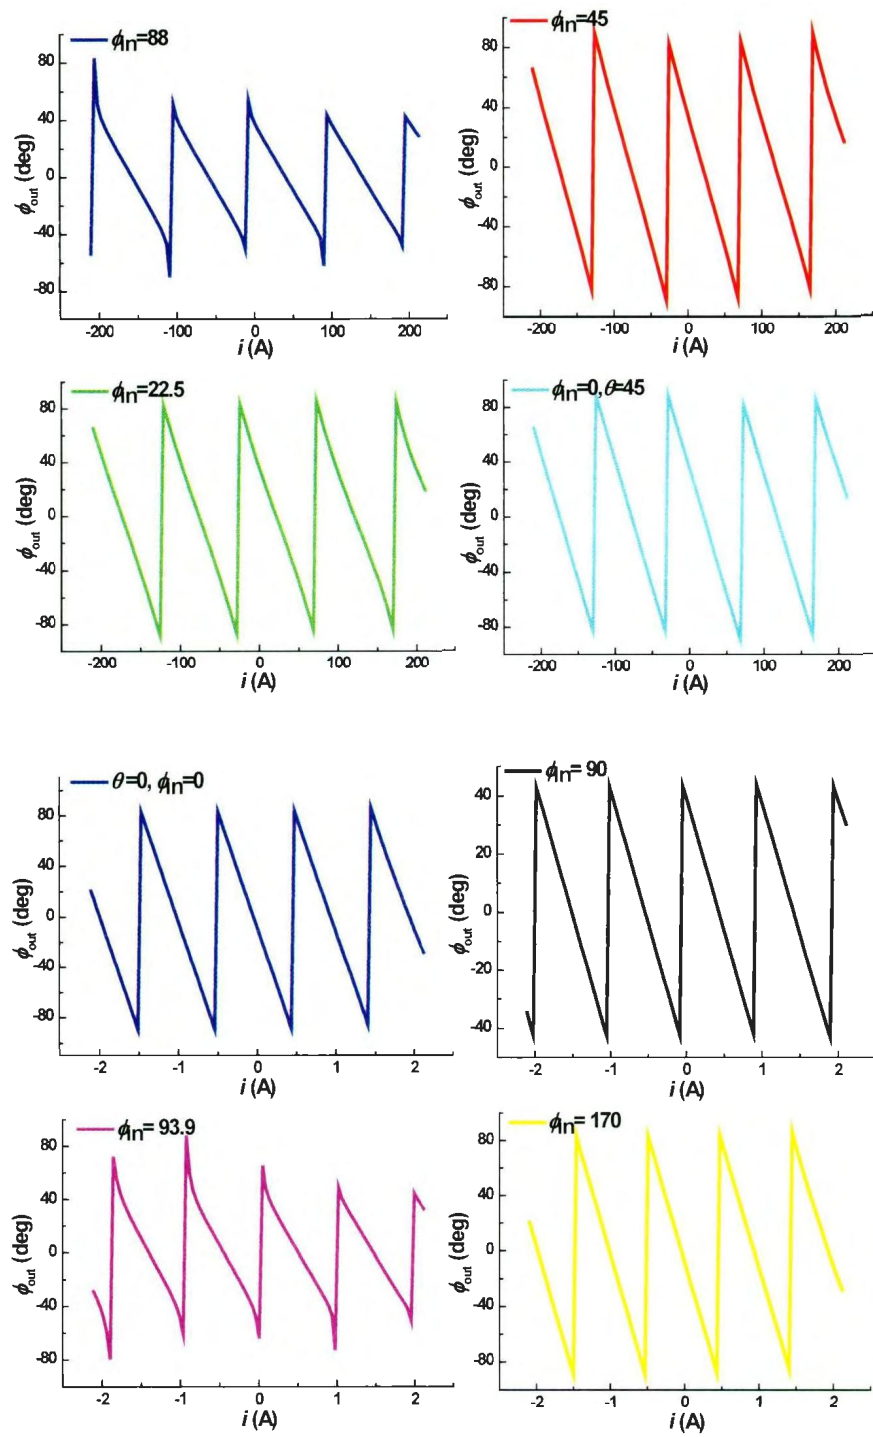 ϕin=88
80
40
0
-40
-80
ϕout (deg)
-200 -100 0 100 200
i (A)
ϕin=45
80
40
0
-40
-80
ϕout (deg)
-200 -100 0 100 200
i (A)
ϕin=22.5
80
40
0
-40
-80
ϕout (deg)
-200 -100 0 100 200
i (A)
ϕin=0,θ=45
80
40
0
-40
-80
ϕout (deg)
-200 -100 0 100 200
i (A)
θ=0, ϕin=0
80
40
0
-40
-80
ϕout (deg)
-2 -1 0 1 2
i (A)
ϕin= 90
40
20
0
-20
-40
ϕout (deg)
-2 -1 0 1 2
i (A)
ϕin= 93.9
80
40
0
-40
-80
ϕout (deg)
-2 -1 0 1 2
i (A)
ϕin= 170
80
40
0
-40
-80
ϕout (deg)
-2 -1 0 1 2
i (A)